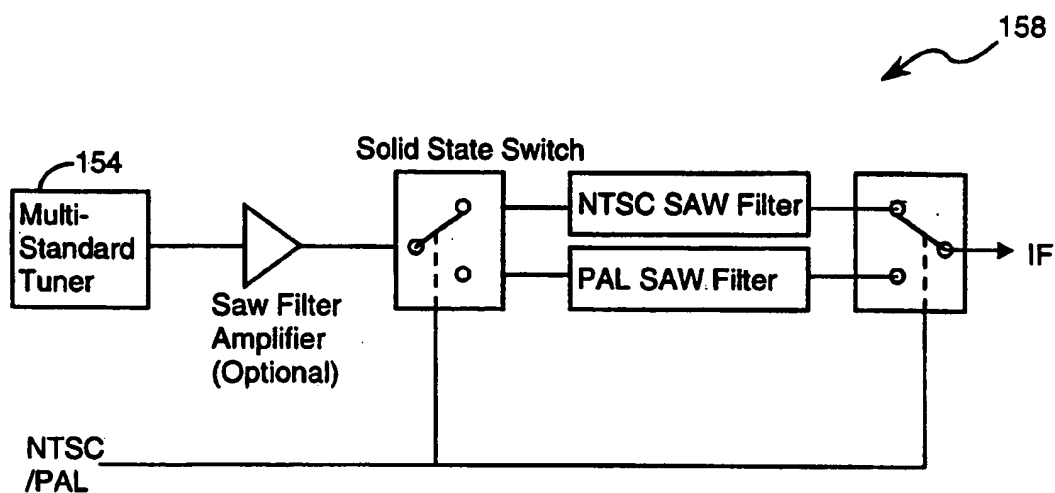 158
154
Multi-
Standard
Tuner
Saw Filter
Amplifier
(Optional)
Solid State Switch
NTSC SAW Filter
PAL SAW Filter
IF
NTSC
/PAL